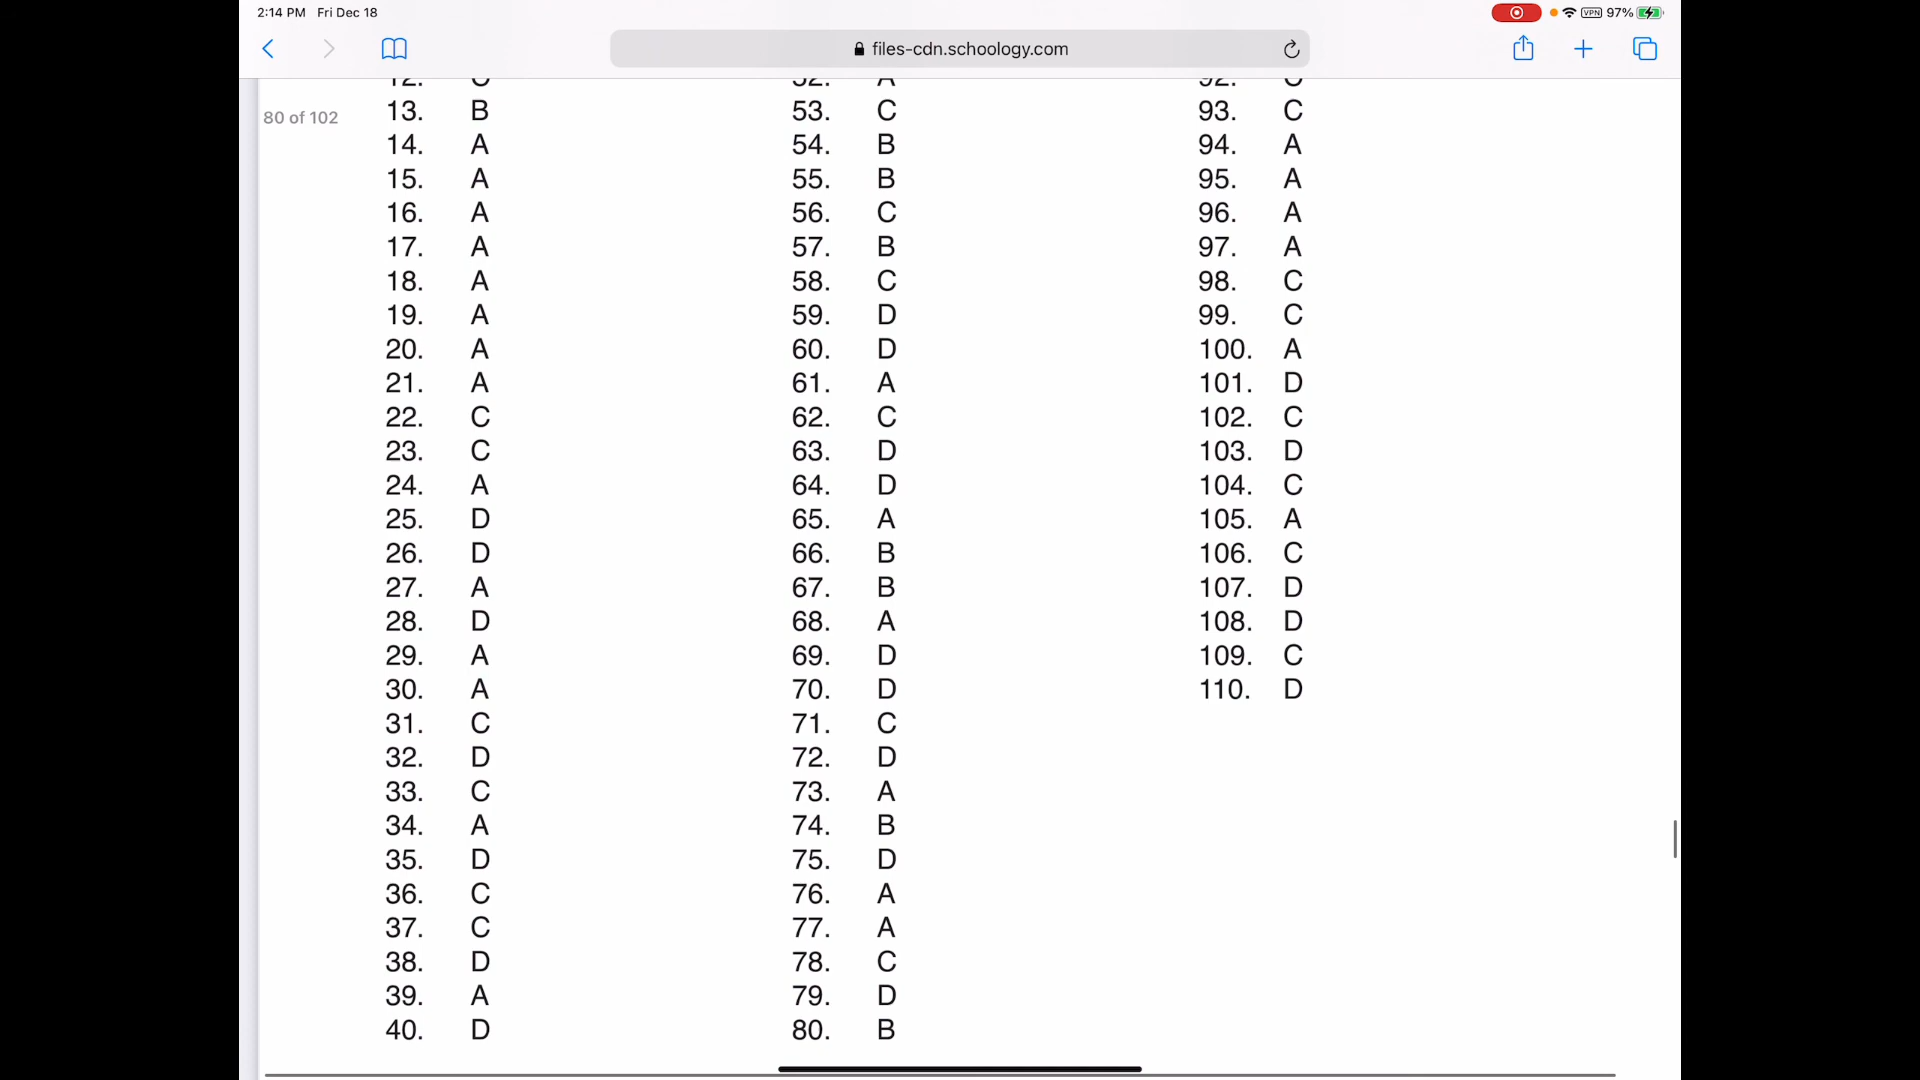 2:14 PM Fri Dec 18
VPN 97%
files-cdn.schoology.com
80 of 102
12.
13. B
14. A
15. A
16. A
17. A
18. A
19. A
20. A
21. A
22. C
23. C
24. A
25. D
26. D
27. A
28. D
29. A
30. A
31. C
32. D
33. C
34. A
35. D
36. C
37. C
38. D
39. A
40. D
52. A
53. C
54. B
55. B
56. C
57. B
58. C
59. D
60. D
61. A
62. C
63. D
64. D
65. A
66. B
67. B
68. A
69. D
70. D
71. C
72. D
73. A
74. B
75. D
76. A
77. A
78. C
79. D
80. B
92.
93. C
94. A
95. A
96. A
97. A
98. C
99. C
100. A
101. D
102. C
103. D
104. C
105. A
106. C
107. D
108. D
109. C
110. D